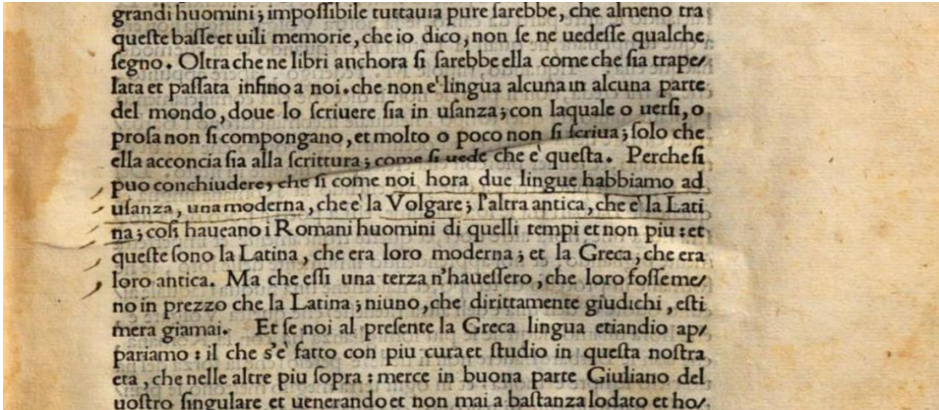 grandi huomini; impoſſibile tuttauia pure ſarebbe, che almeno tra
queſte baſſe et uili memorie, che io dico, non ſe ne uedeſſe qualche
ſegno. Oltra che ne libri anchora ſi ſarebbe ella come che ſia trape/
lata et paſſata infino a noi. che non e' lingua alcuna in alcuna parte
del mondo, doue lo ſcriuere ſia in uſanza; con laquale o uerſi, o
proſa non ſi compongano, et molto o poco non ſi ſcriua; ſolo che
ella acconcia ſia alla ſcrittura; come ſi uede che e' queſta. Perche ſi
puo conchiudere, che ſi come noi hora due lingue habbiamo ad
uſanza, una moderna, che e' la Volgare; l'altra antica, che e' la Lati
na; coſi haueano i Romani huomini di quelli tempi et non piu: et
queſte ſono la Latina, che era loro moderna; et la Greca, che era
loro antica. Ma che eſſi una terza n'haueſſero, che loro foſſe me/
no in prezzo che la Latina; niuno, che dirittamente giudichi, eſti
mera giamai. Et ſe noi al preſente la Greca lingua etiandio ap/
pariamo: il che s'e' fatto con piu cura et ſtudio in queſta noſtra
eta, che nelle altre piu ſopra: merce in buona parte Giuliano del
uoſtro ſingulare et uenerando et non mai a baſtanza lodato et ho/